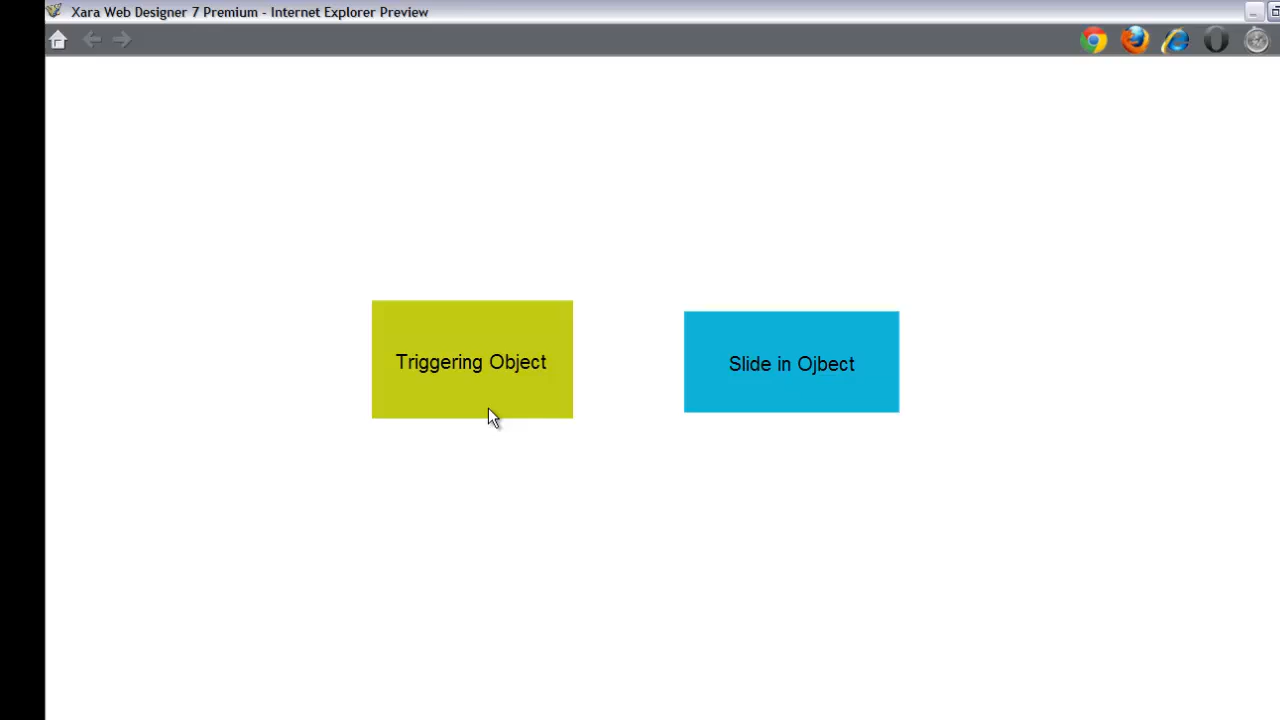 Xara Web Designer 7 Premium - Internet Explorer Preview
Triggering Object
Slide in Ojbect